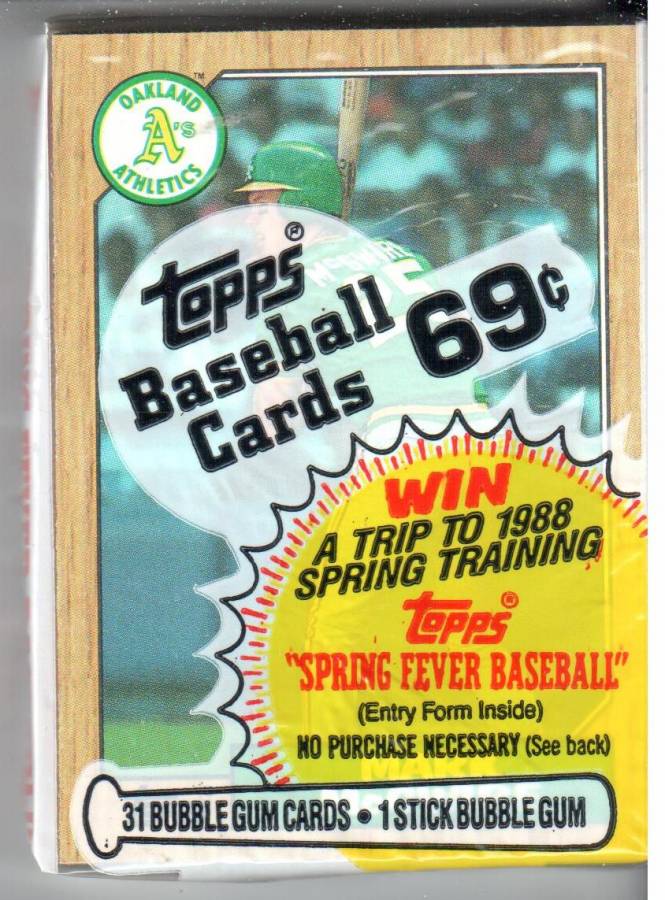 OAKLAND
A's
ATHLETICS
TM
Topps®
Baseball
Cards
69¢
WIN
A TRIP TO 1988
SPRING TRAINING
Topps®
"SPRING FEVER BASEBALL"
(Entry Form Inside)
NO PURCHASE NECESSARY (See back)
31 BUBBLE GUM CARDS • 1 STICK BUBBLE GUM